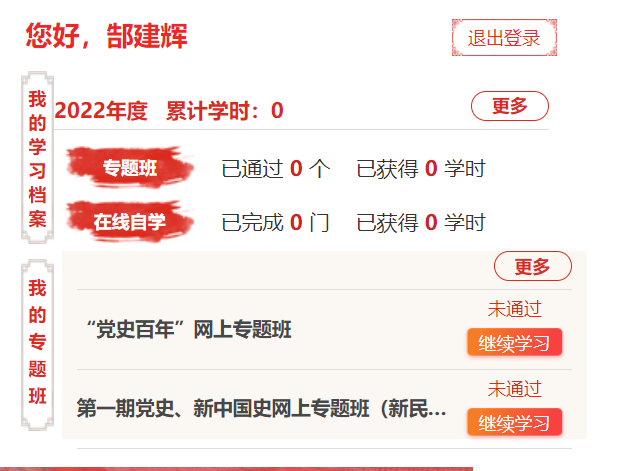 您好，郜建辉
退出登录
我的学习档案
2022年度 累计学时：0
更多
专题班
已通过 0 个 已获得 0 学时
在线自学
已完成 0 门 已获得 0 学时
我的专题班
更多
“党史百年”网上专题班
未通过
继续学习
第一期党史、新中国史网上专题班（新民...
未通过
继续学习